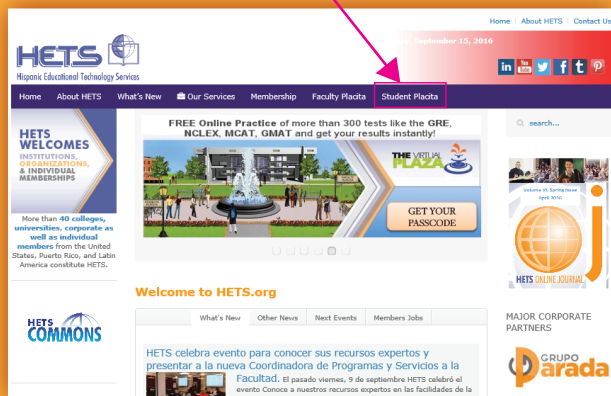 Home About HETS Contact Us
September 15, 2016
HETS
Hispanic Educational Technology Services
in You Tube f t
Home About HETS What's New Our Services Membership Faculty Placita Student Placita
HETS
WELCOMES
INSTITUTIONS,
ORGANIZATIONS,
& INDIVIDUAL
MEMBERSHIPS
More than 40 colleges,
universities, corporate as
well as individual
members from the United
States, Puerto Rico, and Latin
America constitute HETS.
HETS
COMMONS
FREE Online Practice of more than 300 tests like the GRE,
NCLEX, MCAT, GMAT and get your results instantly!
THE VIRTUAL
PLAZA
GET YOUR
PASSCODE
Welcome to HETS.org
What's New Other News Next Events Members Jobs
HETS celebra evento para conocer sus recursos expertos y
presentar a la nueva Coordinadora de Programas y Servicios a la
Facultad. El pasado viernes, 9 de septiembre HETS celebró el
evento Conoce a nuestros recursos expertos en las facilidades de la
search...
Volume VI, Spring Issue
April 2016
j
HETS ONLINE JOURNAL
MAJOR CORPORATE
PARTNERS
GRUPO
Parada